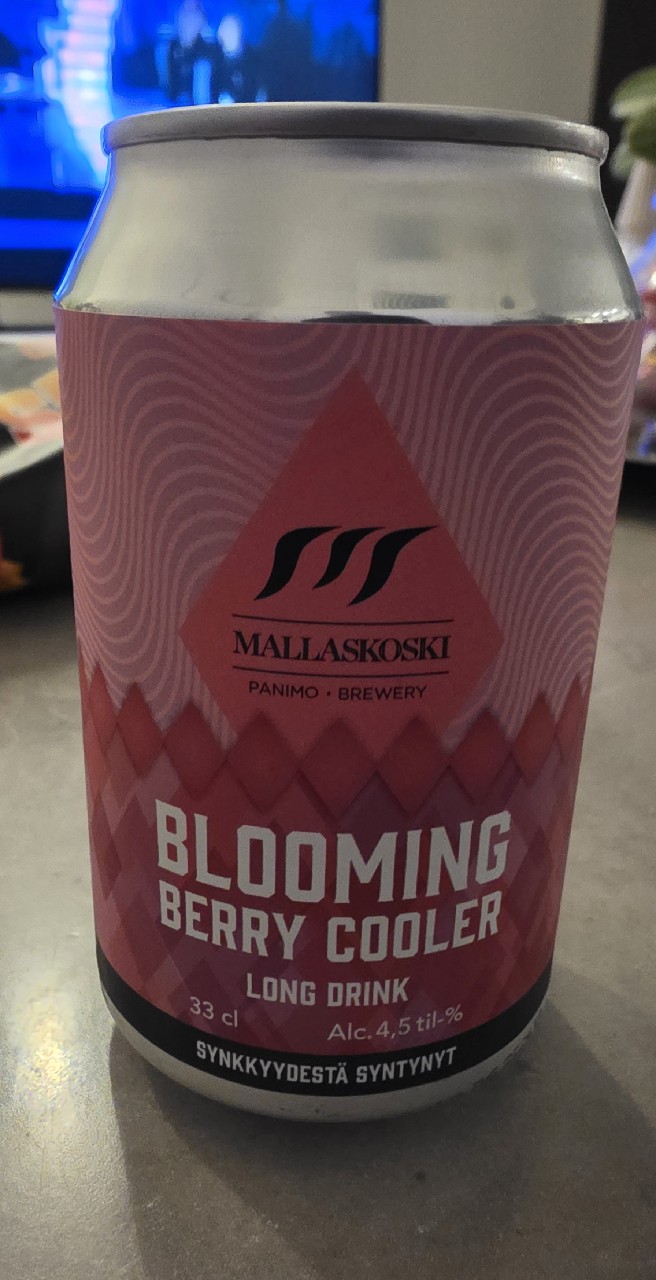 MALLASKOSKI
PANIMO • BREWERY
BLOOMING
BERRY COOLER
LONG DRINK
33 cl Alc. 4,5 til-%
SYNKKYYDESTÄ SYNTYNYT